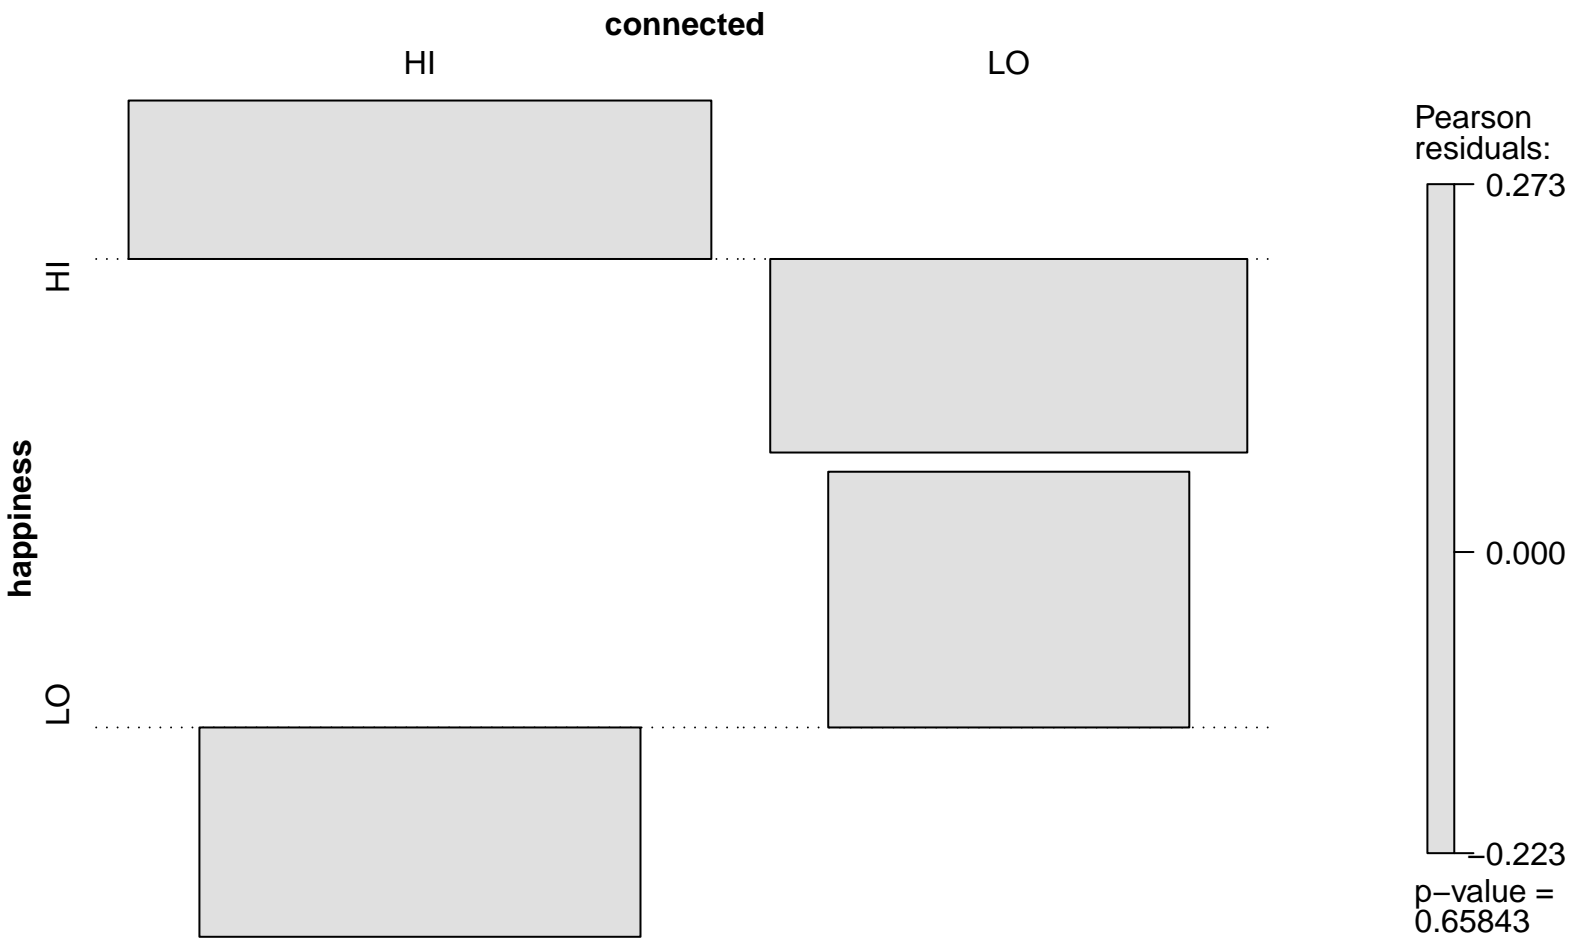 connected
HI
LO
HI
happiness
LO
Pearson
residuals:
0.273
0.000
−0.223
p−value =
0.65843